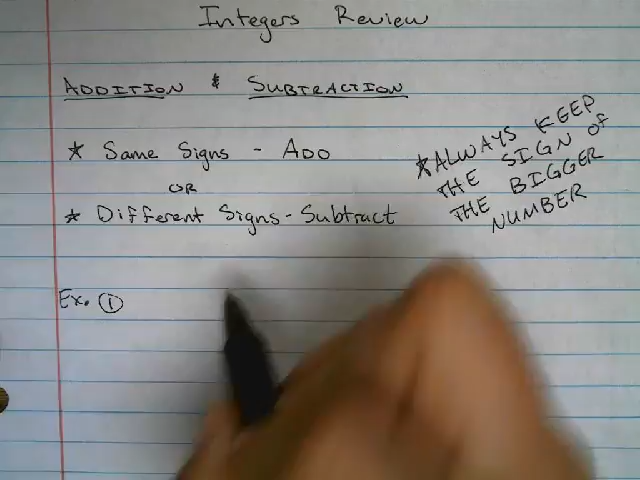 Integers Review
ADDITION & SUBTRACTION
* Same Signs - ADD
OR
* Different Signs - Subtract
*ALWAYS KEEP
THE SIGN OF
THE BIGGER
NUMBER
Ex. ①